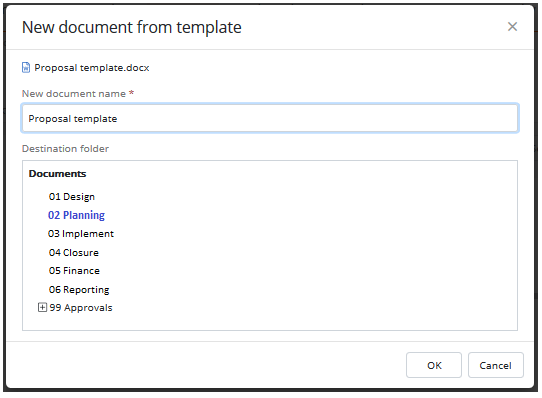 New document from template
Proposal template.docx
New document name *
Proposal template
Destination folder
Documents
01 Design
02 Planning
03 Implement
04 Closure
05 Finance
06 Reporting
99 Approvals
OK Cancel